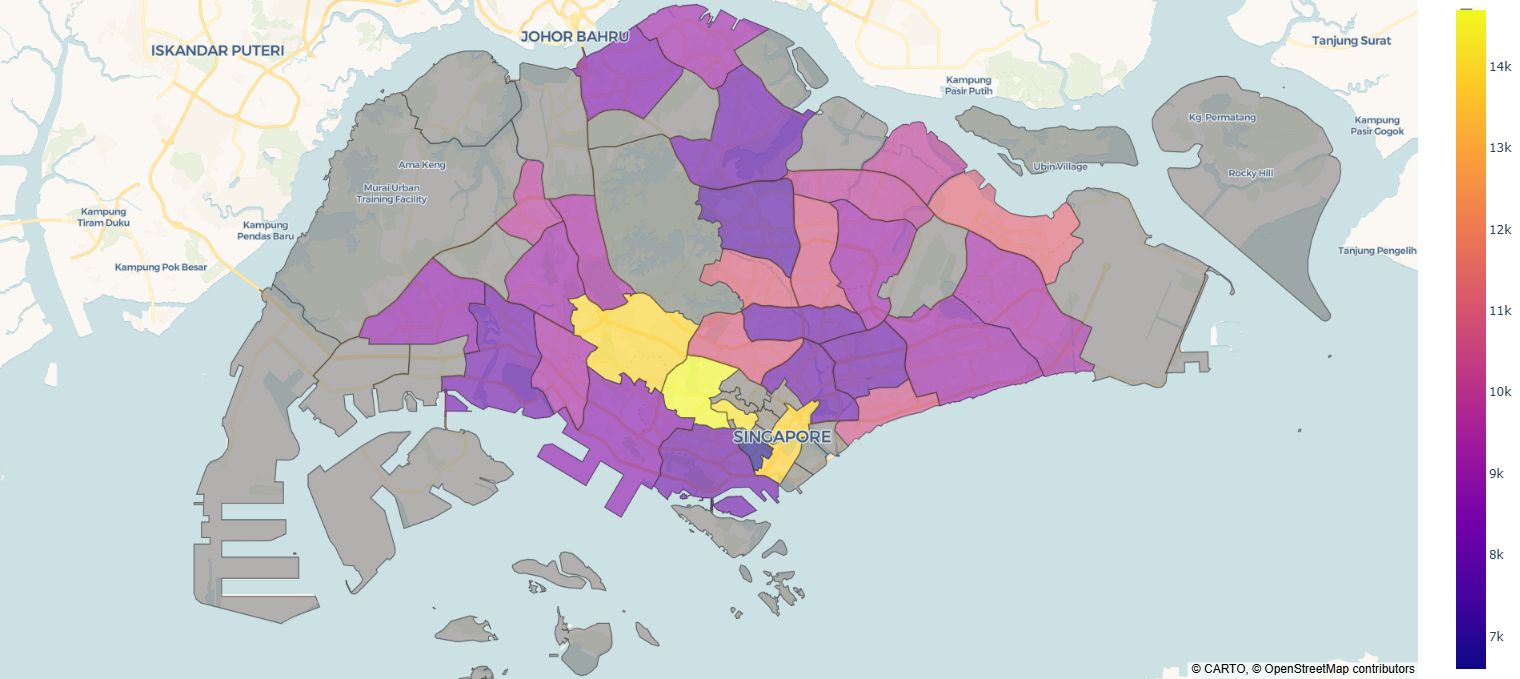 ISKANDAR PUTERI
JOHOR BAHRU
Tanjung Surat
Kampung
Pasir Putih
Kg. Permatang
Kampung
Pasir Gogok
Ama Keng
Ubin Village
Rocky Hill
Murai Urban
Training Facility
Kampung
Tiram Duku
Kampung
Pendas Baru
Tanjung Pengelih
Kampung Pok Besar
SINGAPORE
14k
13k
12k
11k
10k
9k
8k
7k
© CARTO, © OpenStreetMap contributors